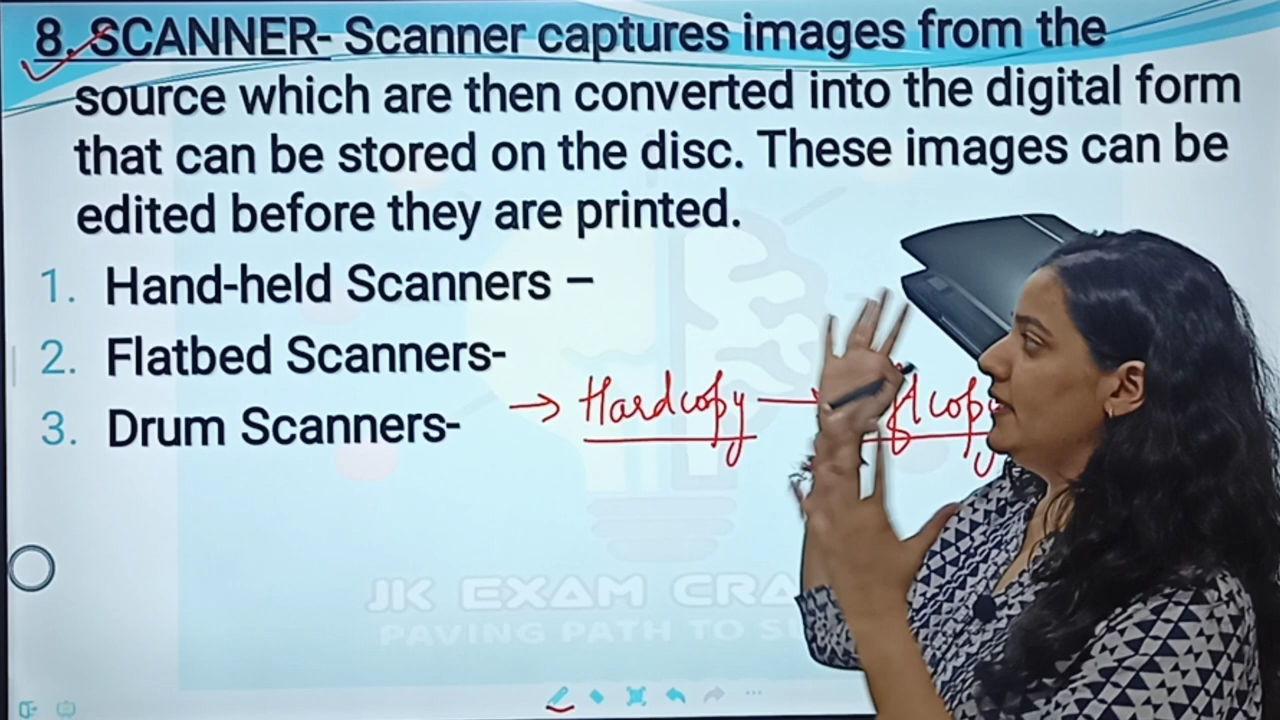 8. SCANNER- Scanner captures images from the
source which are then converted into the digital form
that can be stored on the disc. These images can be
edited before they are printed.
1. Hand-held Scanners –
2. Flatbed Scanners-
3. Drum Scanners-
→ Hardcopy →
JK EXAM
PAVING PATH TO